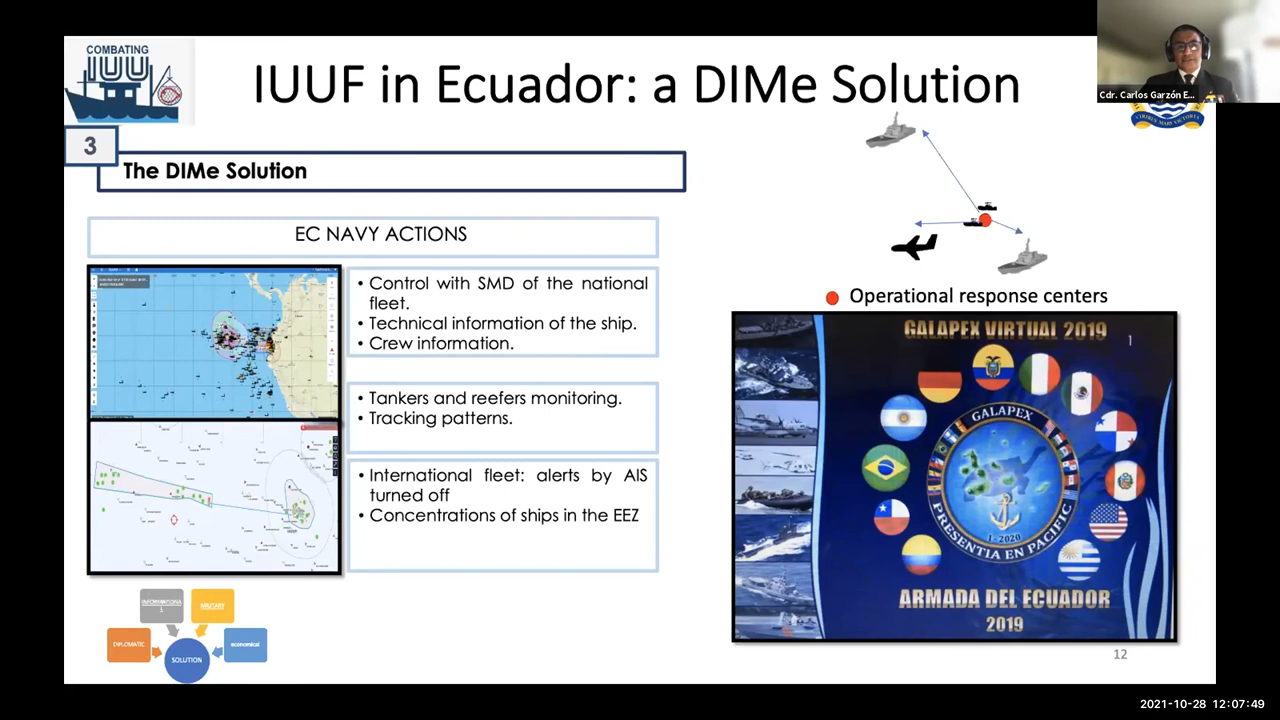 COMBATING
IUU
IUUF in Ecuador: a DIMe Solution
Cdr. Carlos Garzón E...
3
The DIMe Solution
EC NAVY ACTIONS
• Control with SMD of the national
fleet.
• Technical information of the ship.
• Crew information.
• Tankers and reefers monitoring.
• Tracking patterns.
• International fleet: alerts by AIS
turned off
• Concentrations of ships in the EEZ
DIPLOMATIC
MILITARY
economical
SOLUTION
Operational response centers
GALAPEX VIRTUAL 2019
1
GALAPEX
1-2020
PRESENTIA EN PACIFIC
ARMADA DEL ECUADOR
2019
12
2021-10-28 12:07:49